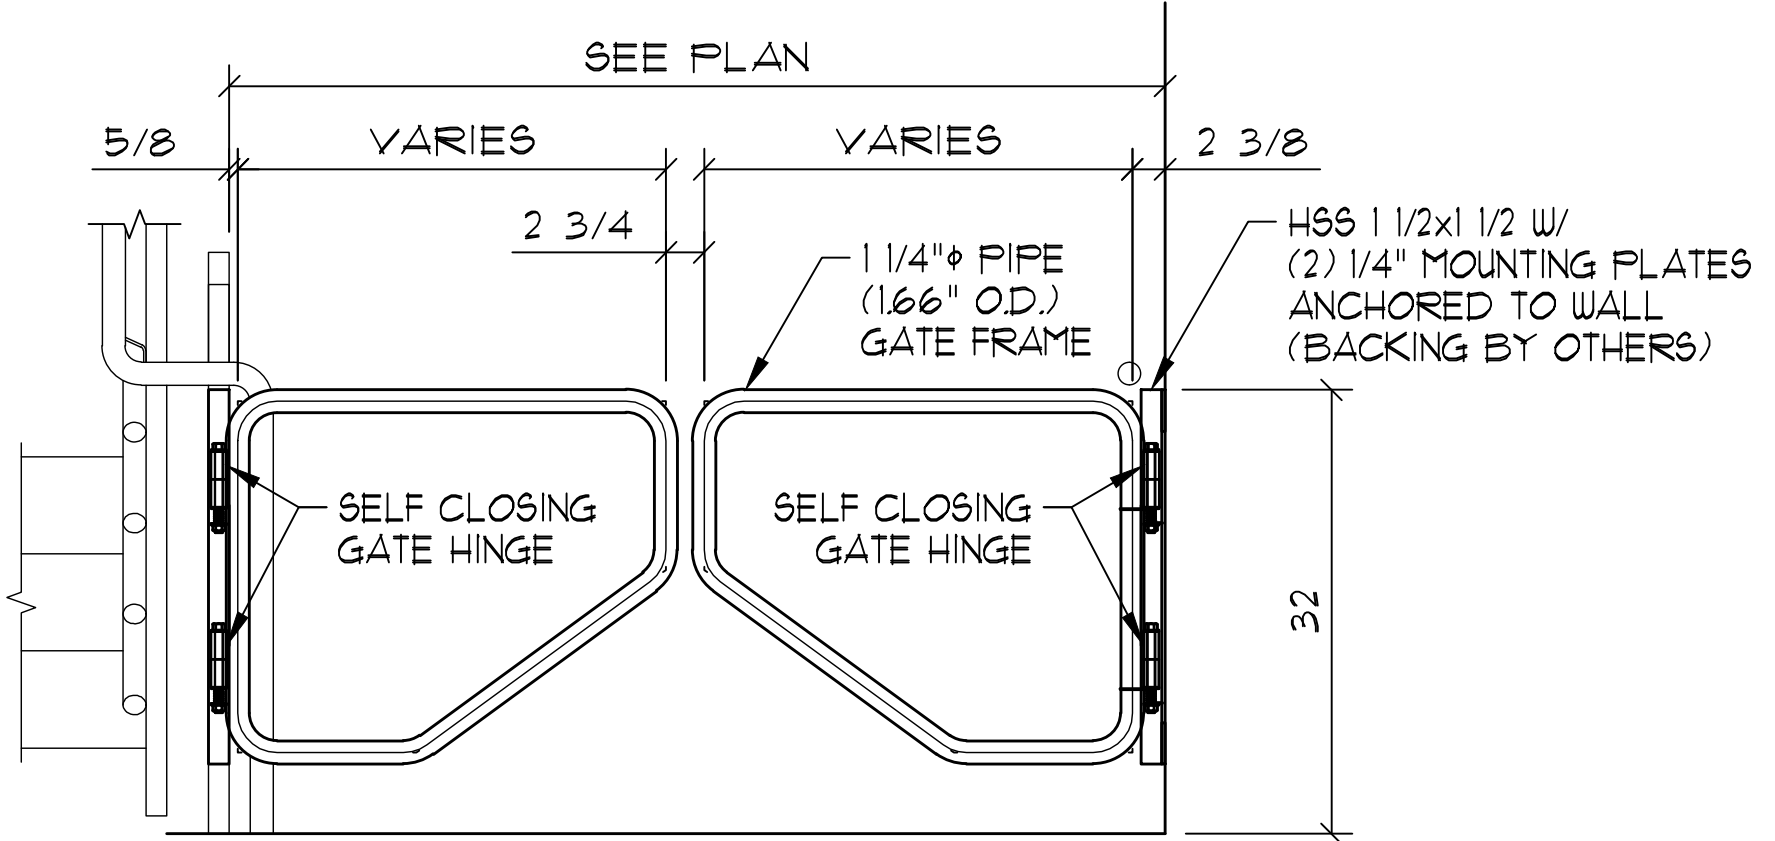 SEE PLAN
5/8
VARIES
VARIES
2 3/8
2 3/4
1 1/4"ϕ PIPE
(1.66" O.D.)
GATE FRAME
HSS 1 1/2x1 1/2 W/
(2) 1/4" MOUNTING PLATES
ANCHORED TO WALL
(BACKING BY OTHERS)
SELF CLOSING
GATE HINGE
SELF CLOSING
GATE HINGE
32